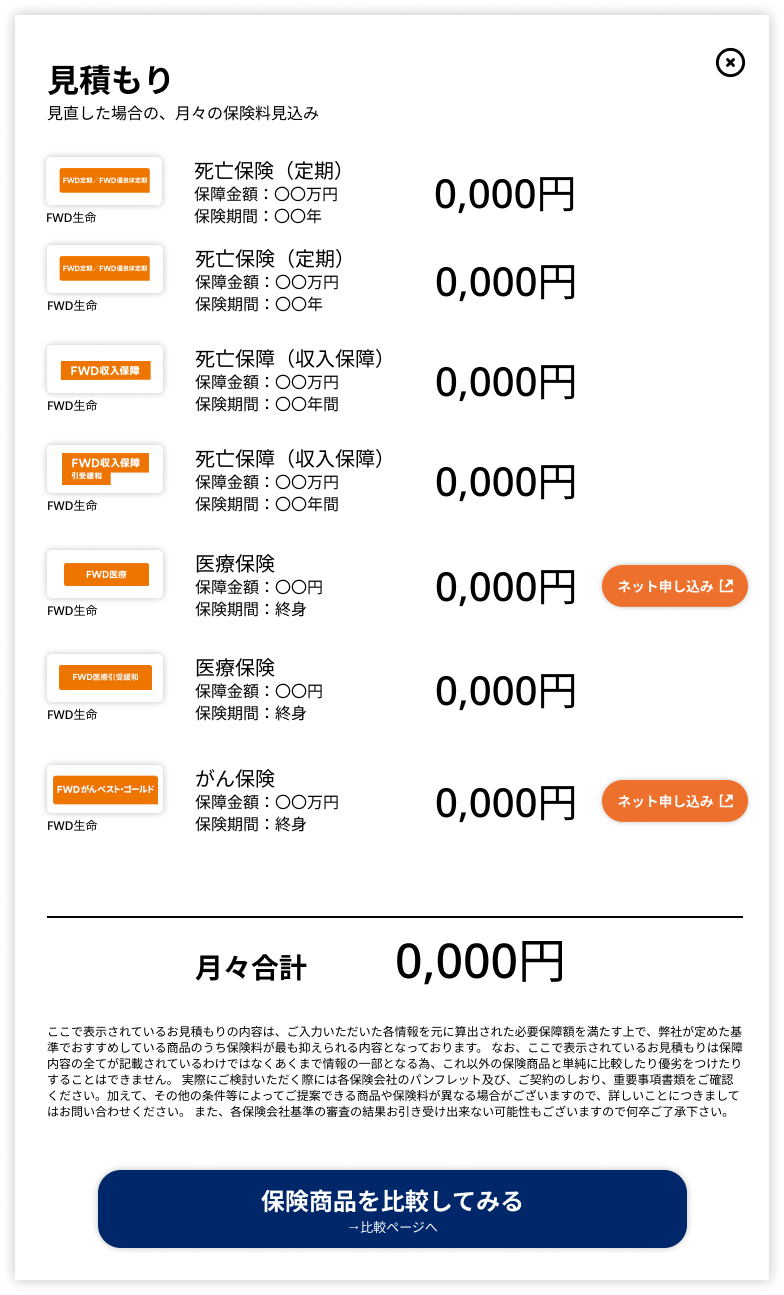 見積もり
見直した場合の、月々の保険料見込み
FWD定期／FWD優良体定期
FWD生命
死亡保険（定期）
保障金額：〇〇万円
保険期間：〇〇年
0,000円
FWD定期／FWD優良体定期
FWD生命
死亡保険（定期）
保障金額：〇〇万円
保険期間：〇〇年
0,000円
FWD収入保障
FWD生命
死亡保障（収入保障）
保障金額：〇〇万円
保険期間：〇〇年間
0,000円
FWD収入保障
引受緩和
FWD生命
死亡保障（収入保障）
保障金額：〇〇万円
保険期間：〇〇年間
0,000円
FWD医療
FWD生命
医療保険
保障金額：〇〇円
保険期間：終身
0,000円
ネット申し込み
FWD医療引受緩和
FWD生命
医療保険
保障金額：〇〇円
保険期間：終身
0,000円
FWDがんベスト・ゴールド
FWD生命
がん保険
保障金額：〇〇万円
保険期間：終身
0,000円
ネット申し込み
月々合計
0,000円
ここで表示されているお見積もりの内容は、ご入力いただいた各情報を元に算出された必要保障額を満たす上で、弊社が定めた基
準でおすすめしている商品のうち保険料が最も抑えられる内容となっております。 なお、ここで表示されているお見積もりは保障
内容の全てが記載されているわけではなくあくまで情報の一部となる為、これ以外の保険商品と単純に比較したり優劣をつけたり
することはできません。 実際にご検討いただく際には各保険会社のパンフレット及び、ご契約のしおり、重要事項書類をご確認
ください。加えて、その他の条件等によってご提案できる商品や保険料が異なる場合がございますので、詳しいことにつきまして
はお問い合わせください。 また、各保険会社基準の審査の結果お引き受け出来ない可能性もございますので何卒ご了承下さい。
保険商品を比較してみる
→比較ページへ